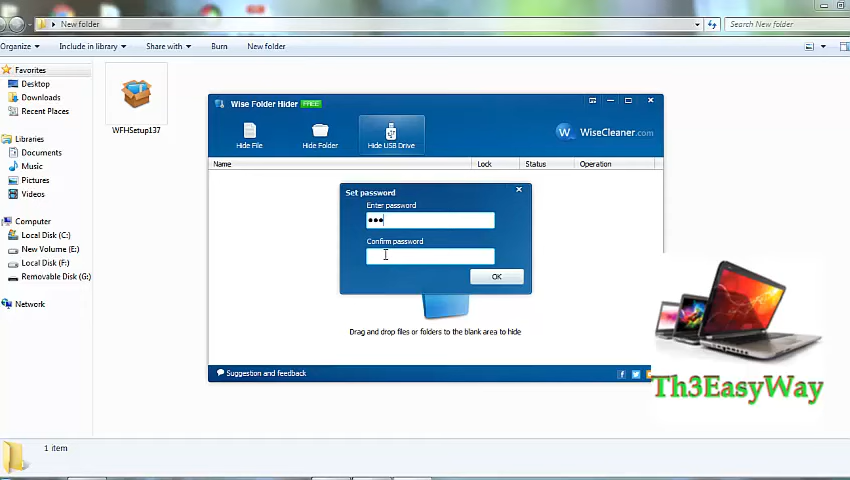 New folder
Search New folder
Organize
Include in library
Share with
Burn
New folder
Favorites
Desktop
Downloads
Recent Places
Libraries
Documents
Music
Pictures
Videos
Computer
Local Disk (C:)
New Volume (E:)
Local Disk (F:)
Removable Disk (G:)
Network
WFHSetup137
Wise Folder Hider FREE
Hide File
Hide Folder
Hide USB Drive
W WiseCleaner.com
Name
Lock
Status
Operation
Set password
Enter password
•••
Confirm password
OK
Drag and drop files or folders to the blank area to hide
Suggestion and feedback
Th3EasyWay
1 item